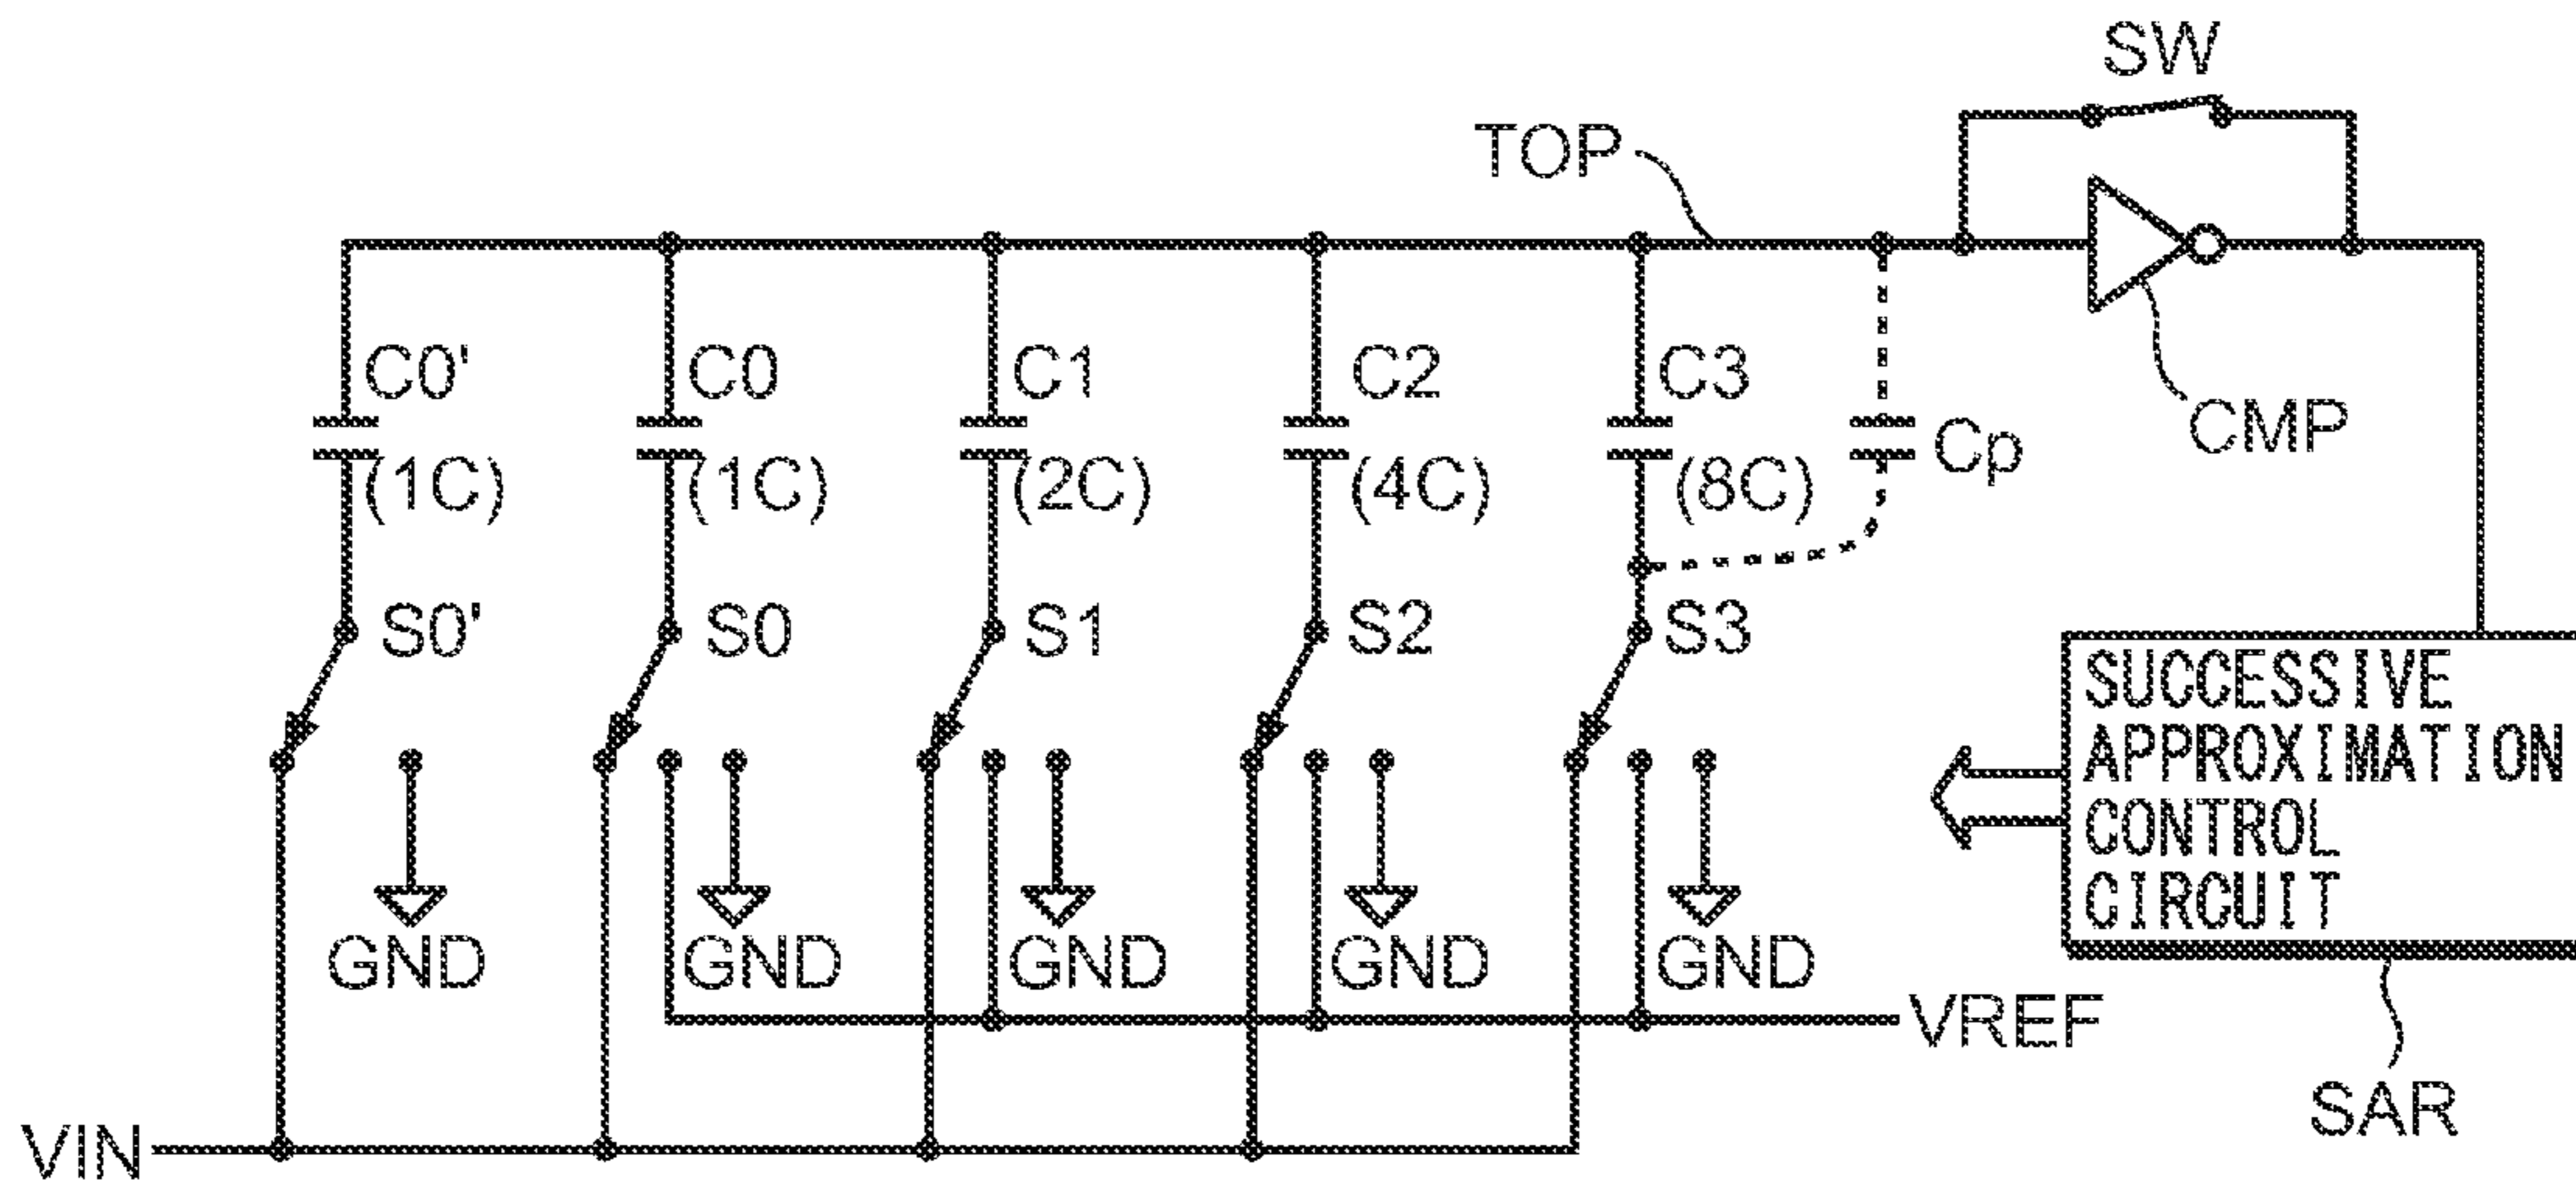 SW
TOP
C0' C0 C1 C2 C3
(1C) (1C) (2C) (4C) (8C)
Cp
CMP
S0' S0 S1 S2 S3
SUCCESSIVE
APPROXIMATION
CONTROL
CIRCUIT
GND GND GND GND GND
VREF
SAR
VIN